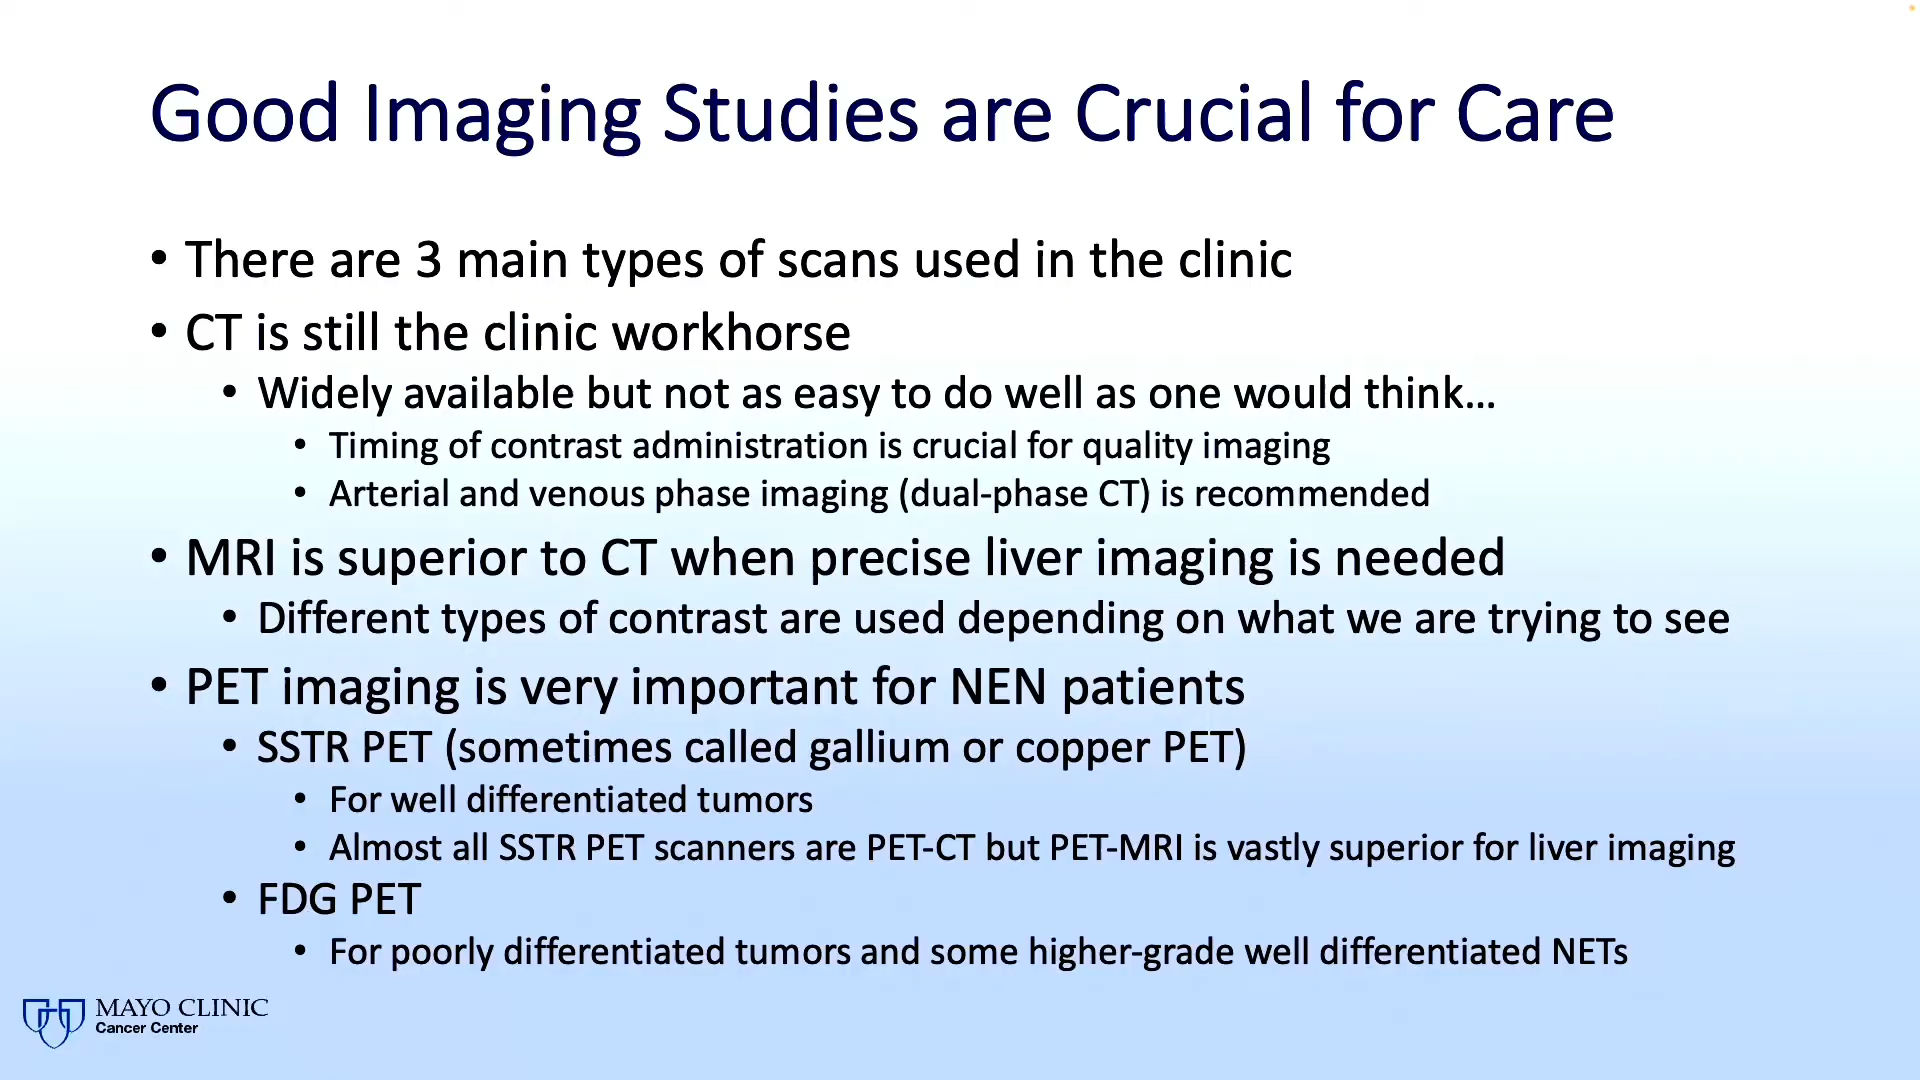 Good Imaging Studies are Crucial for Care
• There are 3 main types of scans used in the clinic
• CT is still the clinic workhorse
• Widely available but not as easy to do well as one would think…
• Timing of contrast administration is crucial for quality imaging
• Arterial and venous phase imaging (dual-phase CT) is recommended
• MRI is superior to CT when precise liver imaging is needed
• Different types of contrast are used depending on what we are trying to see
• PET imaging is very important for NEN patients
• SSTR PET (sometimes called gallium or copper PET)
• For well differentiated tumors
• Almost all SSTR PET scanners are PET-CT but PET-MRI is vastly superior for liver imaging
• FDG PET
• For poorly differentiated tumors and some higher-grade well differentiated NETs
MAYO CLINIC
Cancer Center